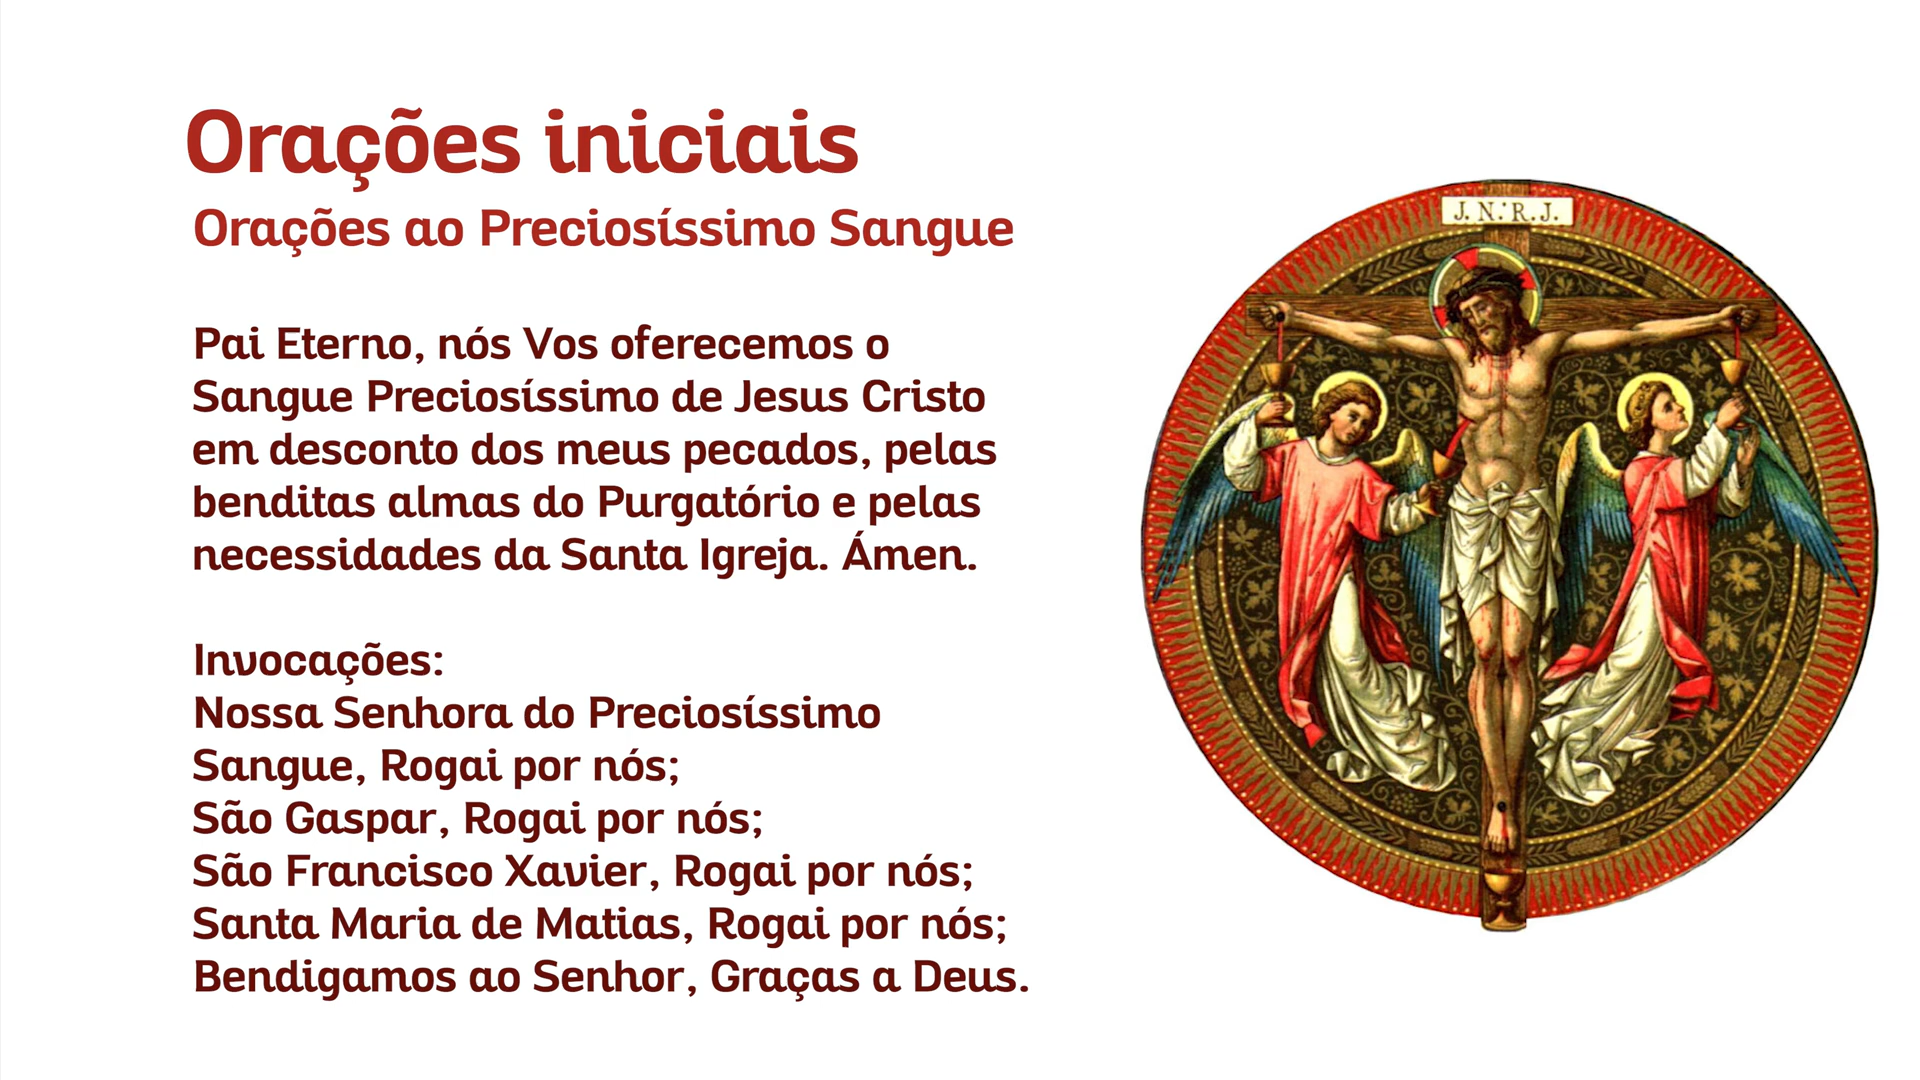 Orações iniciais
Orações ao Preciosíssimo Sangue
Pai Eterno, nós Vos oferecemos o
Sangue Preciosíssimo de Jesus Cristo
em desconto dos meus pecados, pelas
benditas almas do Purgatório e pelas
necessidades da Santa Igreja. Ámen.
Invocações:
Nossa Senhora do Preciosíssimo
Sangue, Rogai por nós;
São Gaspar, Rogai por nós;
São Francisco Xavier, Rogai por nós;
Santa Maria de Matias, Rogai por nós;
Bendigamos ao Senhor, Graças a Deus.
J. N. R. J.